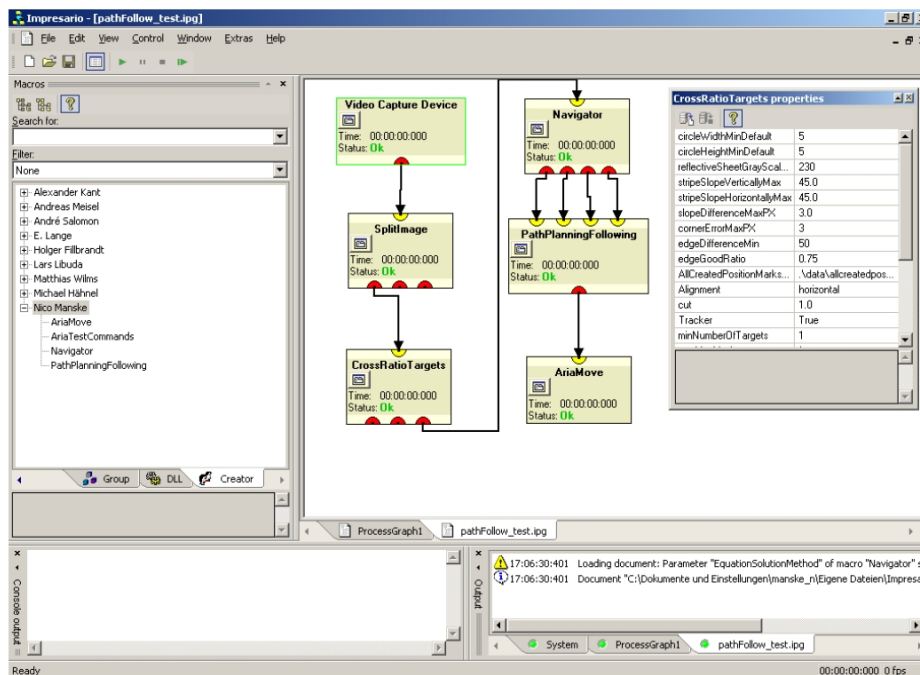 Impresario - [pathFollow_test.ipg]
File Edit View Control Window Extras Help
Macros
Search for:
Filter:
None
Alexander Kant
Andreas Meisel
André Salomon
E. Lange
Holger Fillbrandt
Lars Libuda
Matthias Wilms
Michael Hähnel
Nico Manske
AriaMove
AriaTestCommands
Navigator
PathPlanningFollowing
Group DLL Creator
Video Capture Device
Time: 00:00:00:000
Status: Ok
SplitImage
Time: 00:00:00:000
Status: Ok
CrossRatioTargets
Time: 00:00:00:000
Status: Ok
Navigator
Time: 00:00:00:000
Status: Ok
PathPlanningFollowing
Time: 00:00:00:000
Status: Ok
AriaMove
Time: 00:00:00:000
Status: Ok
CrossRatioTargets properties
circleWidthMinDefault 5
circleHeightMinDefault 5
reflectiveSheetGrayScal... 230
stripeSlopeVerticallyMax 45.0
stripeSlopeHorizontallyMax 45.0
slopeDifferenceMaxPX 3.0
cornerErrorMaxPX 3
edgeDifferenceMin 50
edgeGoodRatio 0.75
AllCreatedPositionMarks... .\data\allcreatedpos...
Alignment horizontal
cut 1.0
Tracker True
minNumberOfTargets 1
ProcessGraph1 pathFollow_test.ipg
Console output
Output
17:06:30:401 Loading document: Parameter "EquationSolutionMethod" of macro "Navigator" s
17:06:30:401 Document "C:\Dokumente und Einstellungen\manske_n\Eigene Dateien\Impresa
System ProcessGraph1 pathFollow_test.ipg
Ready 00:00:00:000 0 fps